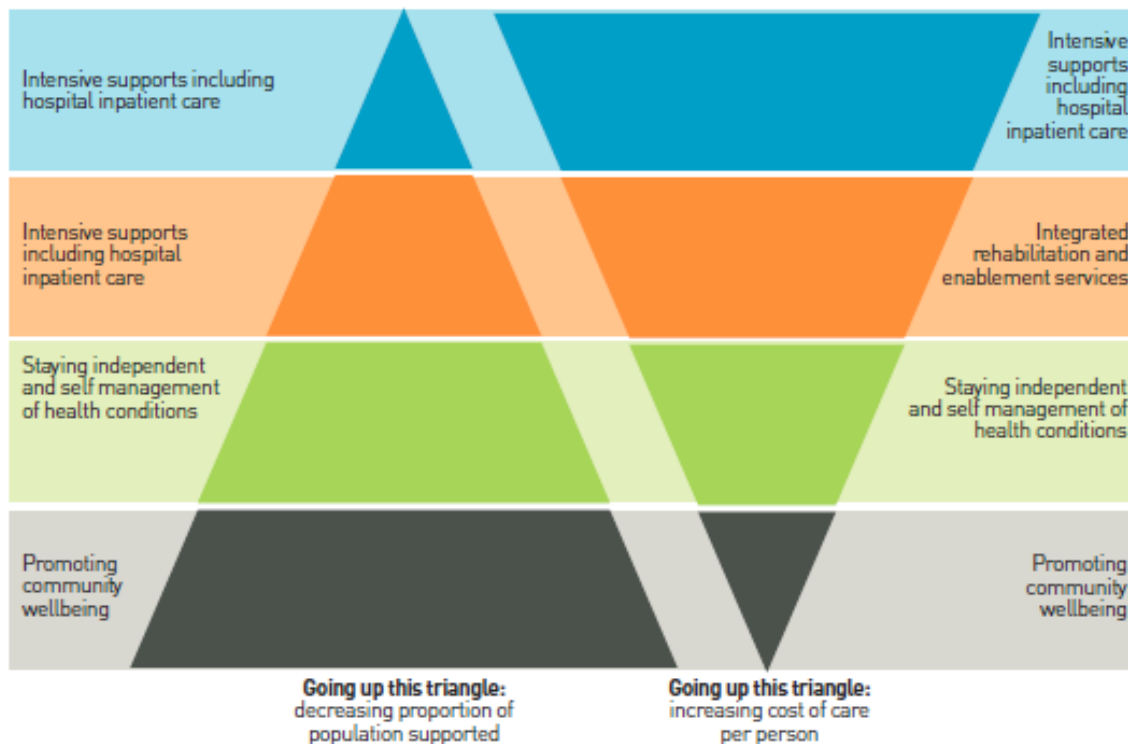 Intensive supports including
hospital inpatient care
Intensive
supports
including
hospital
inpatient care
Intensive supports
including hospital
inpatient care
Integrated
rehabilitation and
enablement services
Staying independent
and self management
of health conditions
Staying independent
and self management of
health conditions
Promoting
community
wellbeing
Promoting
community
wellbeing
Going up this triangle:
decreasing proportion of
population supported
Going up this triangle:
increasing cost of care
per person